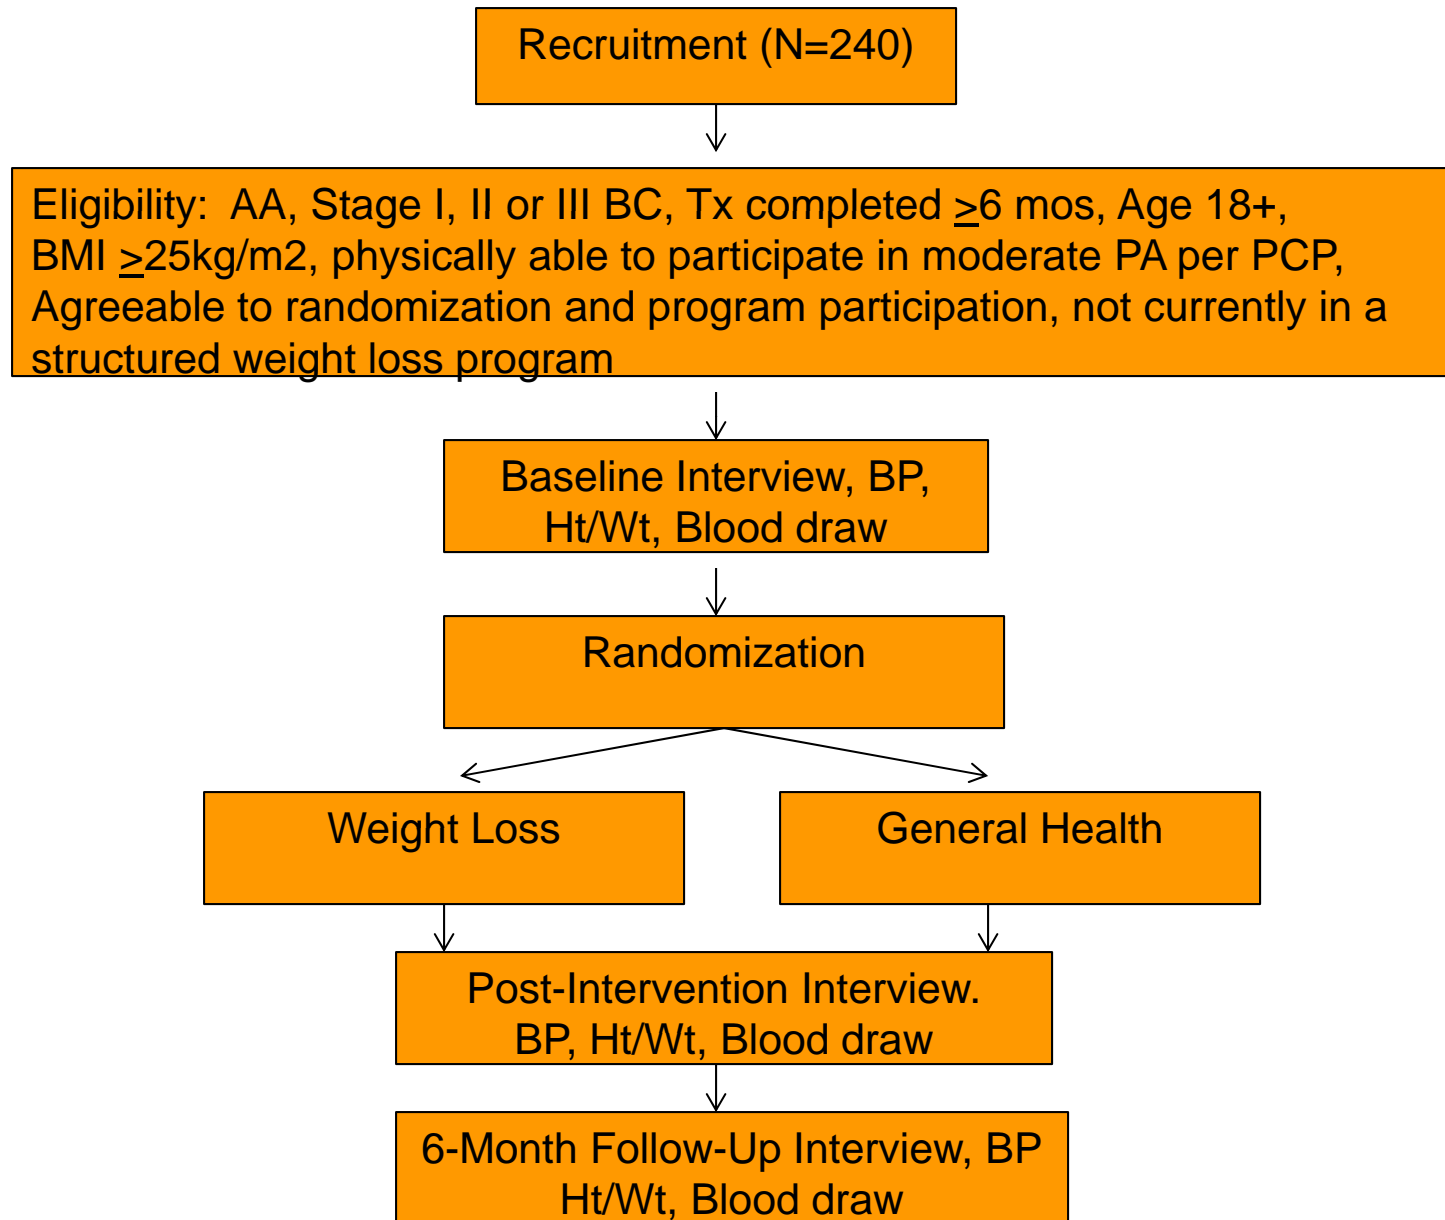 Recruitment (N=240)
Eligibility:  AA, Stage I, II or III BC, Tx completed >6 mos, Age 18+,
BMI >25kg/m2, physically able to participate in moderate PA per PCP,
Agreeable to randomization and program participation, not currently in a
structured weight loss program
Baseline Interview, BP,
Ht/Wt, Blood draw
Randomization
Weight Loss
General Health
Post-Intervention Interview.
BP, Ht/Wt, Blood draw
6-Month Follow-Up Interview, BP
Ht/Wt, Blood draw